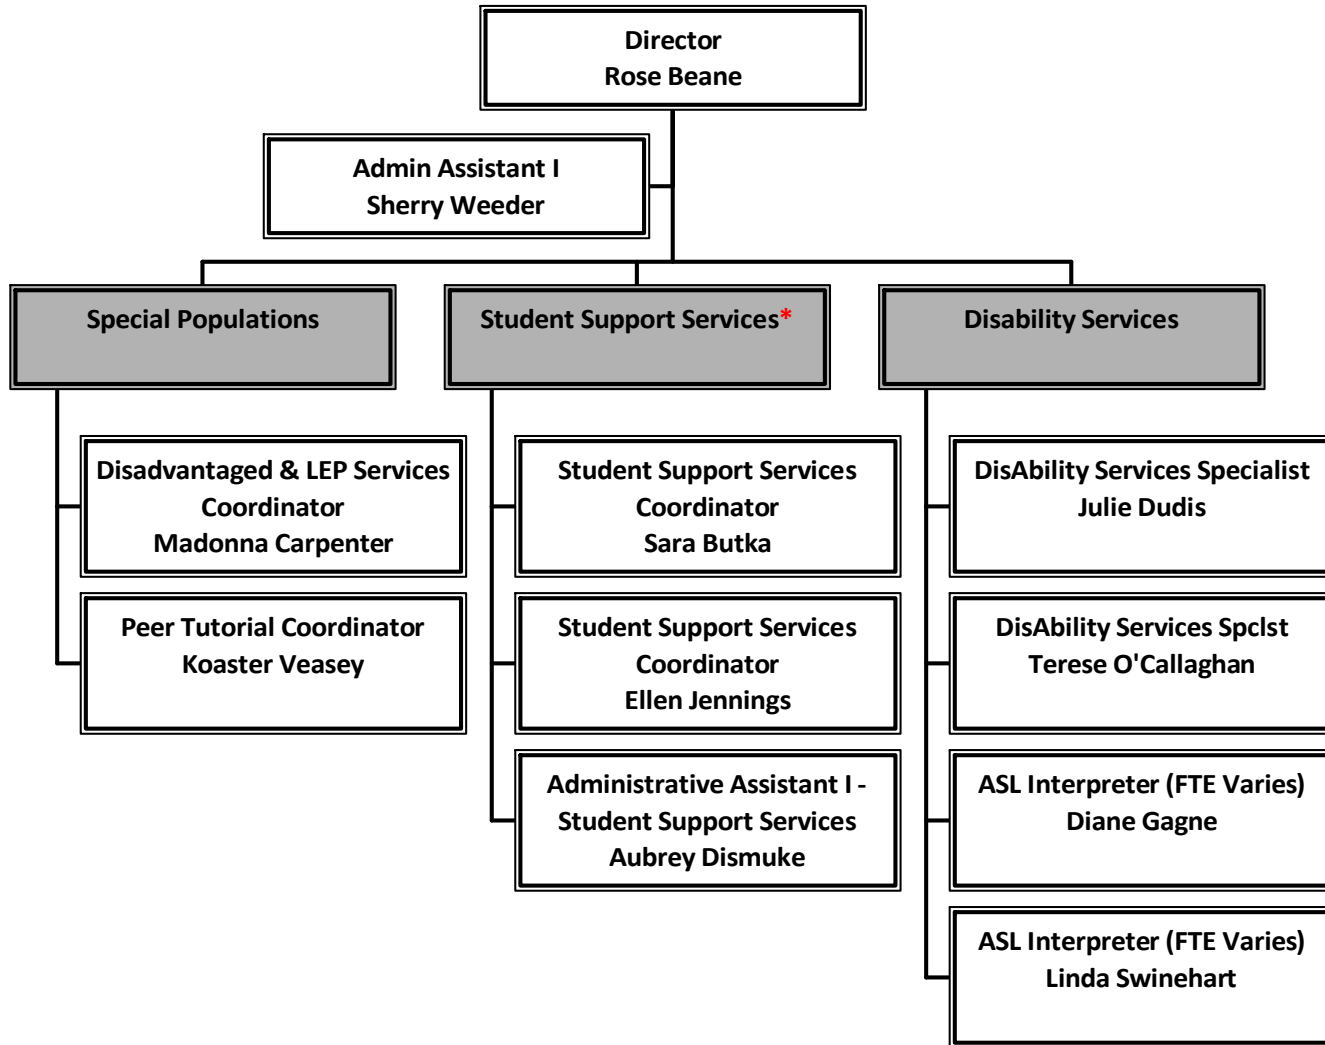 Director
Rose Beane
Admin Assistant I
Sherry Weeder
Special Populations
Student Support Services*
Disability Services
Disadvantaged & LEP Services
Coordinator
Madonna Carpenter
Peer Tutorial Coordinator
Koaster Veasey
Student Support Services
Coordinator
Sara Butka
Student Support Services
Coordinator
Ellen Jennings
Administrative Assistant I -
Student Support Services
Aubrey Dismuke
DisAbility Services Specialist
Julie Dudis
DisAbility Services Spclst
Terese O'Callaghan
ASL Interpreter (FTE Varies)
Diane Gagne
ASL Interpreter (FTE Varies)
Linda Swinehart